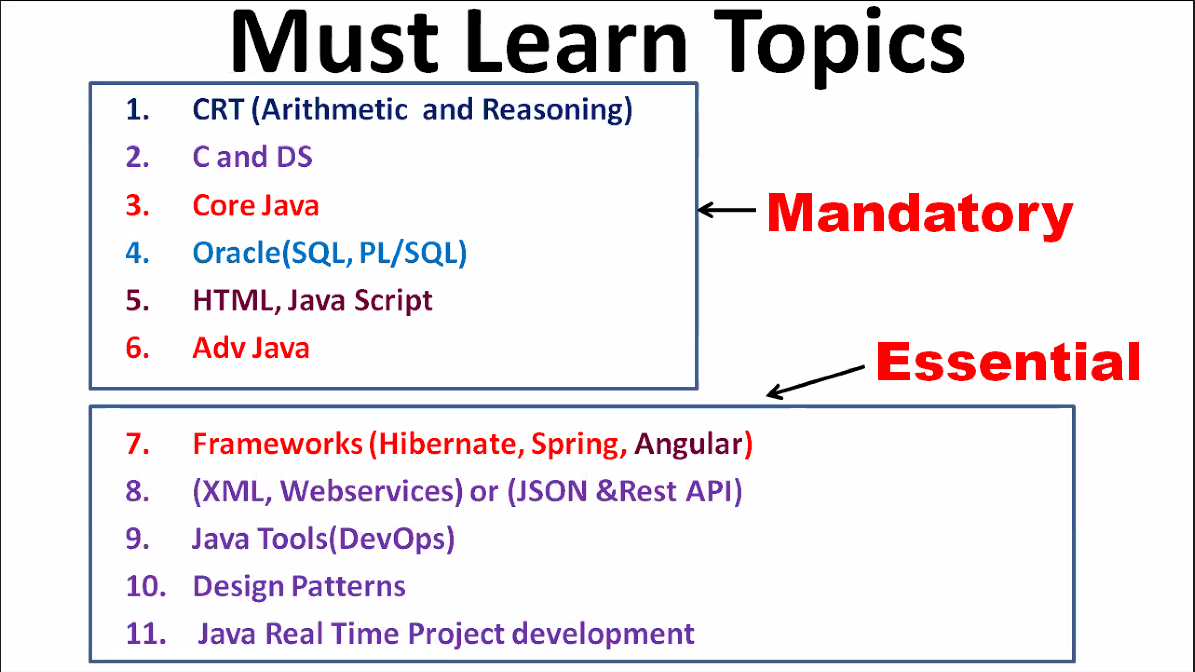 Must Learn Topics
1. CRT (Arithmetic and Reasoning)
2. C and DS
3. Core Java
4. Oracle(SQL, PL/SQL)
5. HTML, Java Script
6. Adv Java
Mandatory
Essential
7. Frameworks (Hibernate, Spring, Angular)
8. (XML, Webservices) or (JSON &Rest API)
9. Java Tools(DevOps)
10. Design Patterns
11. Java Real Time Project development